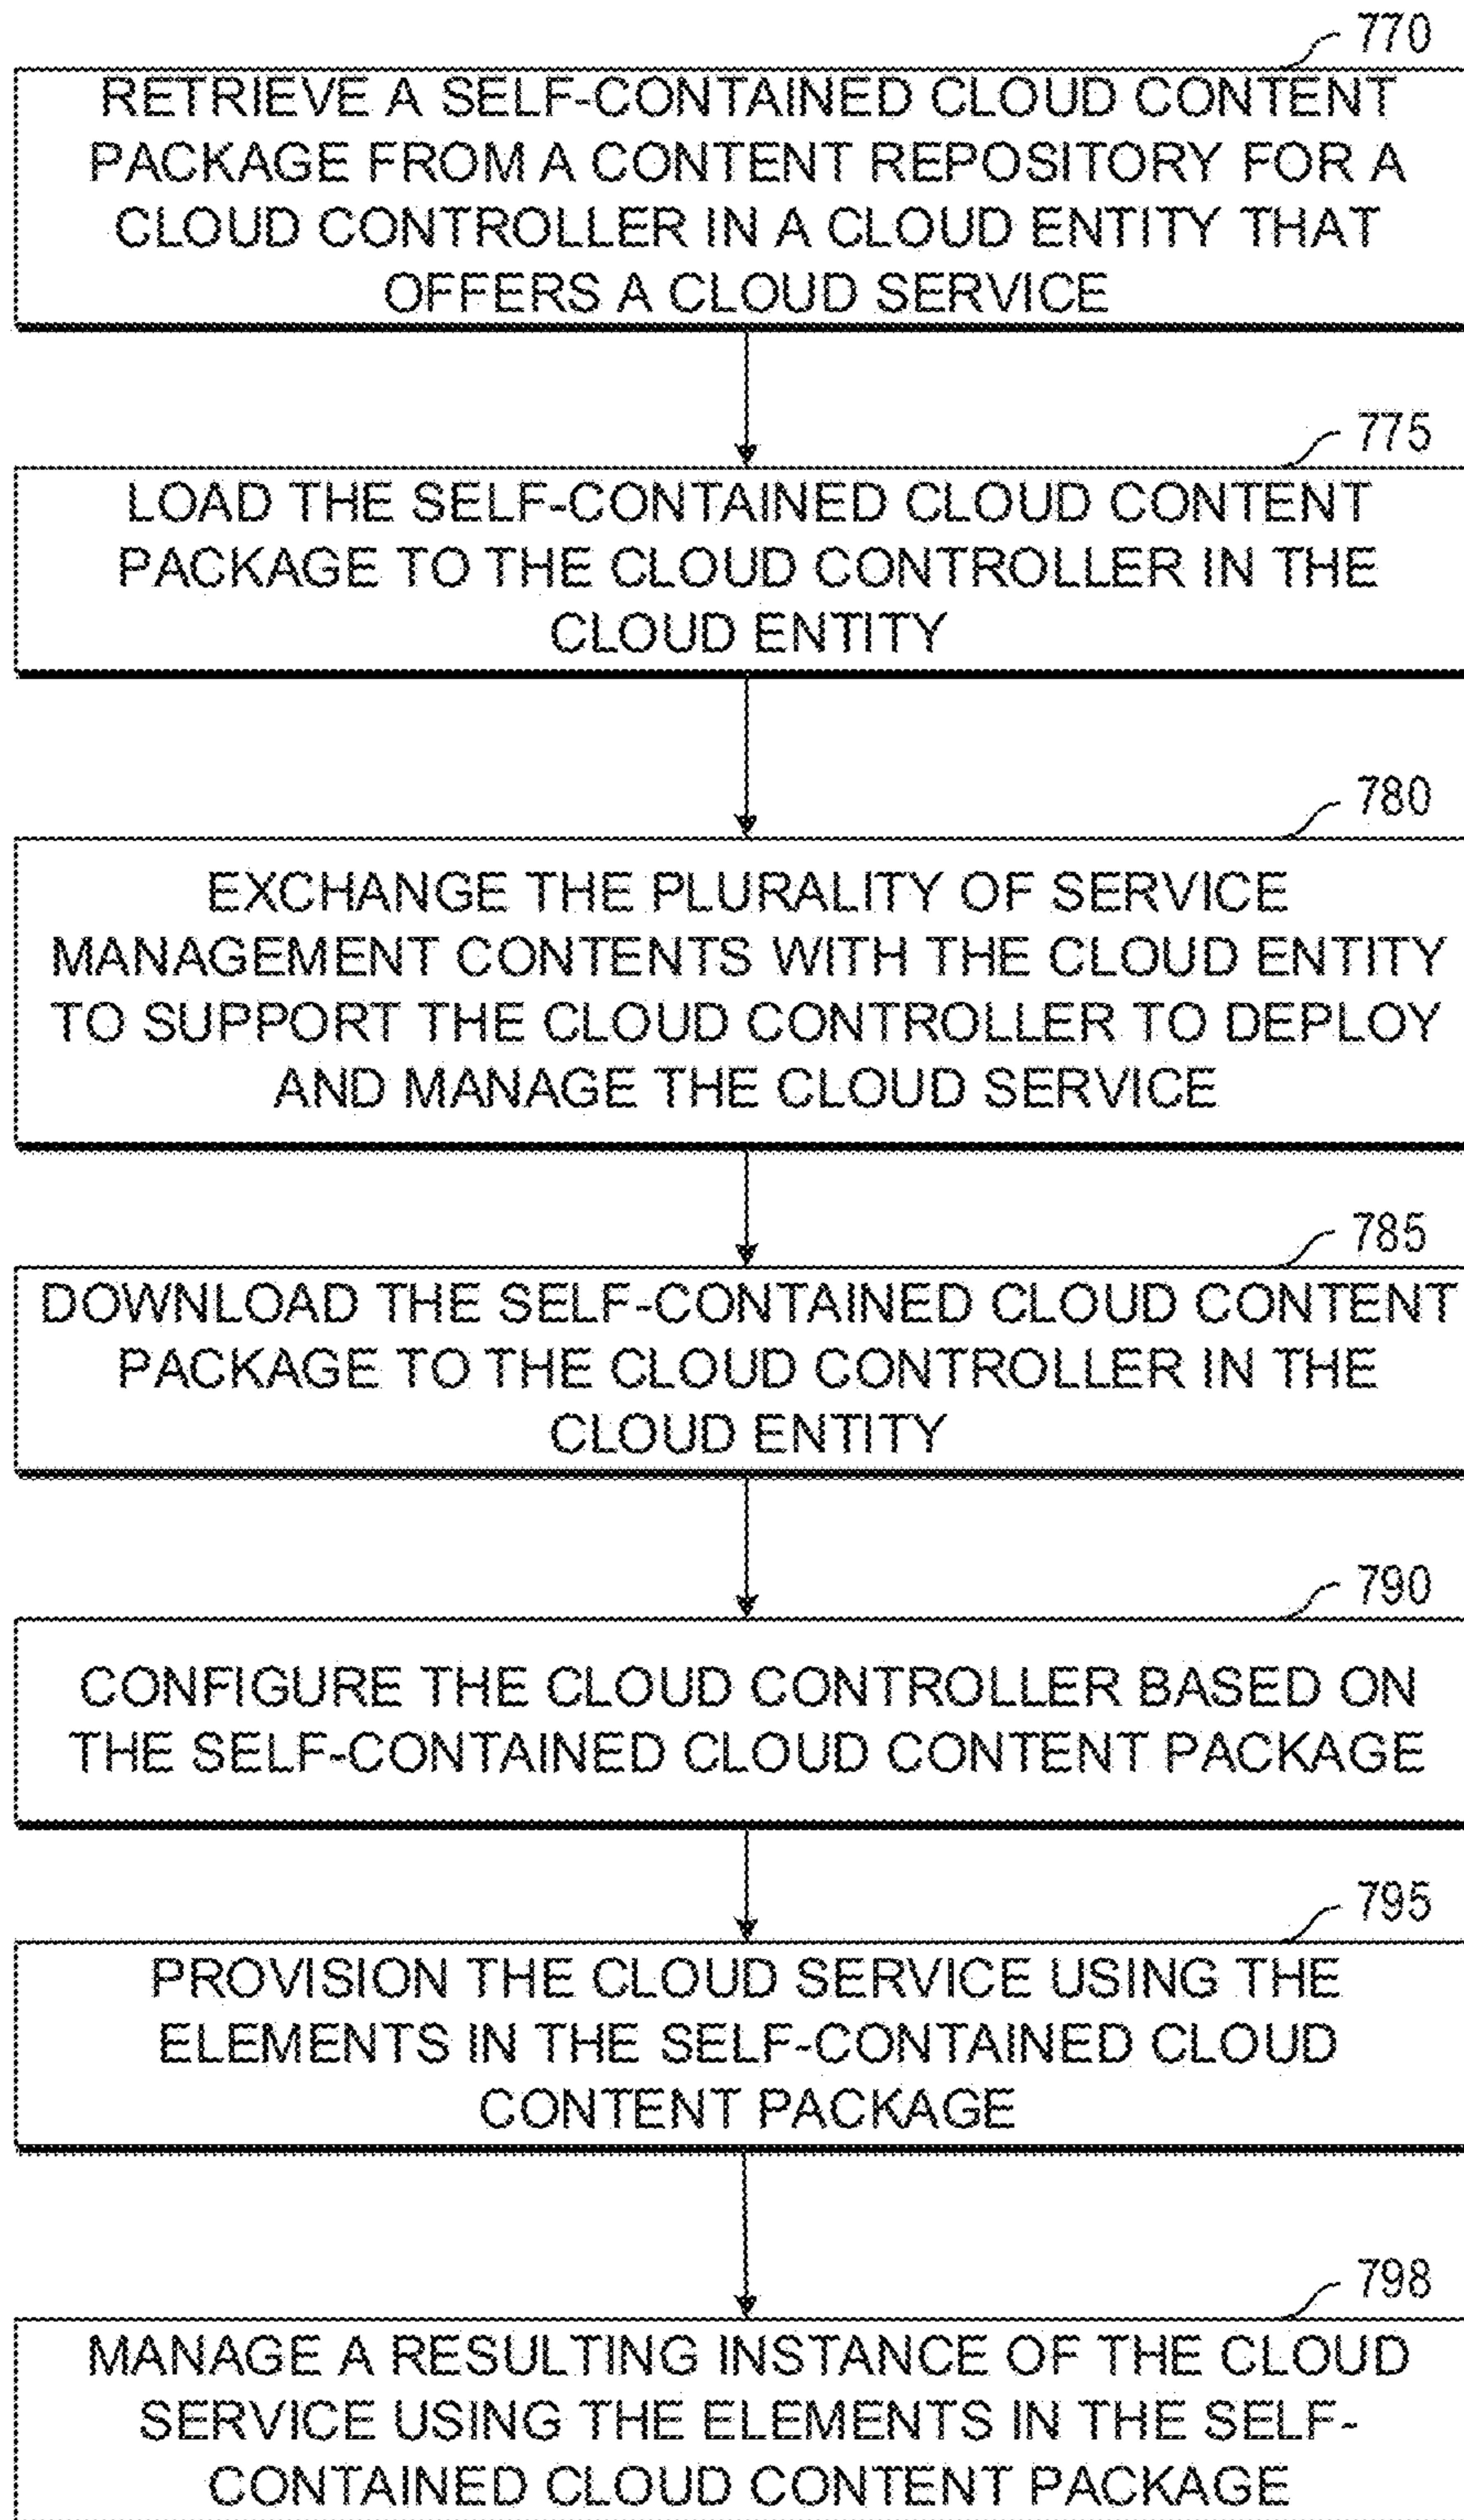 770
RETRIEVE A SELF-CONTAINED CLOUD CONTENT
PACKAGE FROM A CONTENT REPOSITORY FOR A
CLOUD CONTROLLER IN A CLOUD ENTITY THAT
OFFERS A CLOUD SERVICE
775
LOAD THE SELF-CONTAINED CLOUD CONTENT
PACKAGE TO THE CLOUD CONTROLLER IN THE
CLOUD ENTITY
780
EXCHANGE THE PLURALITY OF SERVICE
MANAGEMENT CONTENTS WITH THE CLOUD ENTITY
TO SUPPORT THE CLOUD CONTROLLER TO DEPLOY
AND MANAGE THE CLOUD SERVICE
785
DOWNLOAD THE SELF-CONTAINED CLOUD CONTENT
PACKAGE TO THE CLOUD CONTROLLER IN THE
CLOUD ENTITY
790
CONFIGURE THE CLOUD CONTROLLER BASED ON
THE SELF-CONTAINED CLOUD CONTENT PACKAGE
795
PROVISION THE CLOUD SERVICE USING THE
ELEMENTS IN THE SELF-CONTAINED CLOUD
CONTENT PACKAGE
798
MANAGE A RESULTING INSTANCE OF THE CLOUD
SERVICE USING THE ELEMENTS IN THE SELF-
CONTAINED CLOUD CONTENT PACKAGE